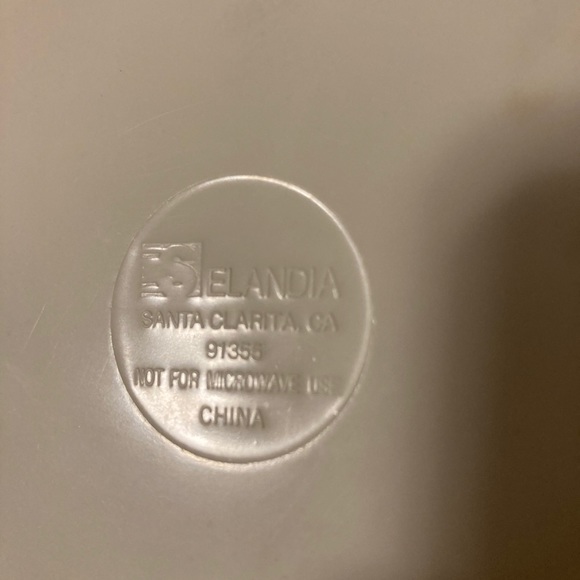 SELANDIA
SANTA CLARITA, CA
91355
NOT FOR MICROWAVE USE
CHINA